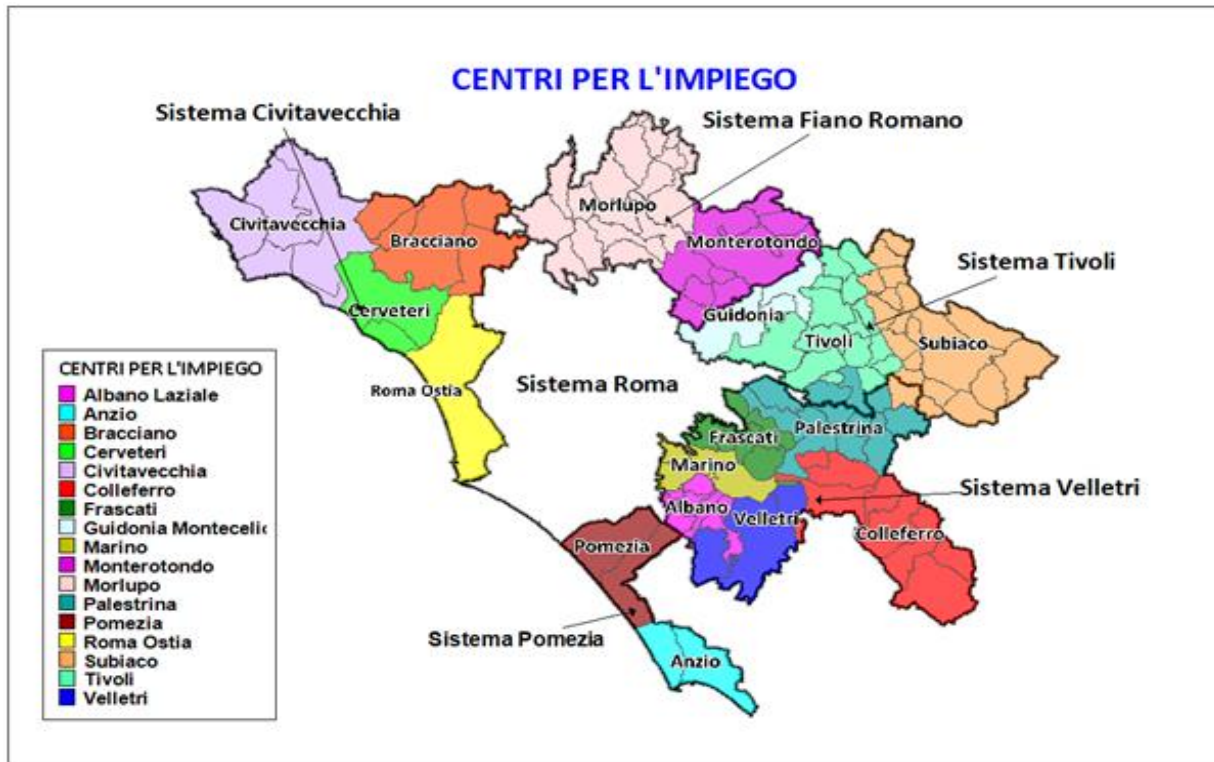 CENTRI PER L'IMPIEGO
Sistema Civitavecchia
Sistema Fiano Romano
Morlupo
Civitavecchia
Bracciano
Monterotondo
Sistema Tivoli
Cerveteri
Guidonia
Tivoli
Subiaco
CENTRI PER L'IMPIEGO
Albano Laziale
Anzio
Bracciano
Cerveteri
Civitavecchia
Colleferro
Frascati
Guidonia Montecelio
Marino
Monterotondo
Morlupo
Palestrina
Pomezia
Roma Ostia
Subiaco
Tivoli
Velletri
Roma Ostia
Sistema Roma
Frascati
Palestrina
Marino
Sistema Velletri
Albano
Velletri
Colleferro
Pomezia
Sistema Pomezia
Anzio